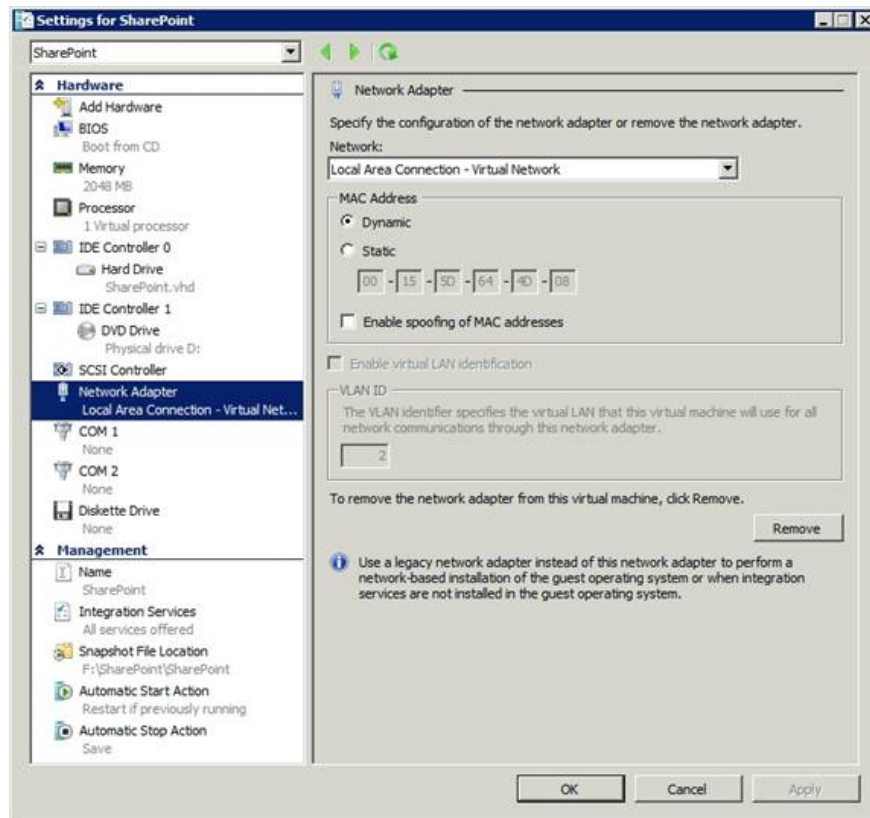 Settings for SharePoint
SharePoint
Hardware
Add Hardware
BIOS
Boot from CD
Memory
2048 MB
Processor
1 Virtual processor
IDE Controller 0
Hard Drive
SharePoint.vhd
IDE Controller 1
DVD Drive
Physical drive D:
SCSI Controller
Network Adapter
Local Area Connection - Virtual Net...
COM 1
None
COM 2
None
Diskette Drive
None
Management
Name
SharePoint
Integration Services
All services offered
Snapshot File Location
F:\SharePoint\SharePoint
Automatic Start Action
Restart if previously running
Automatic Stop Action
Save
Network Adapter
Specify the configuration of the network adapter or remove the network adapter.
Network:
Local Area Connection - Virtual Network
MAC Address
Dynamic
Static
00 - 15 - 5D - 64 - 4D - 08
Enable spoofing of MAC addresses
Enable virtual LAN identification
VLAN ID
The VLAN identifier specifies the virtual LAN that this virtual machine will use for all
network communications through this network adapter.
2
To remove the network adapter from this virtual machine, click Remove.
Remove
Use a legacy network adapter instead of this network adapter to perform a
network-based installation of the guest operating system or when integration
services are not installed in the guest operating system.
OK
Cancel
Apply